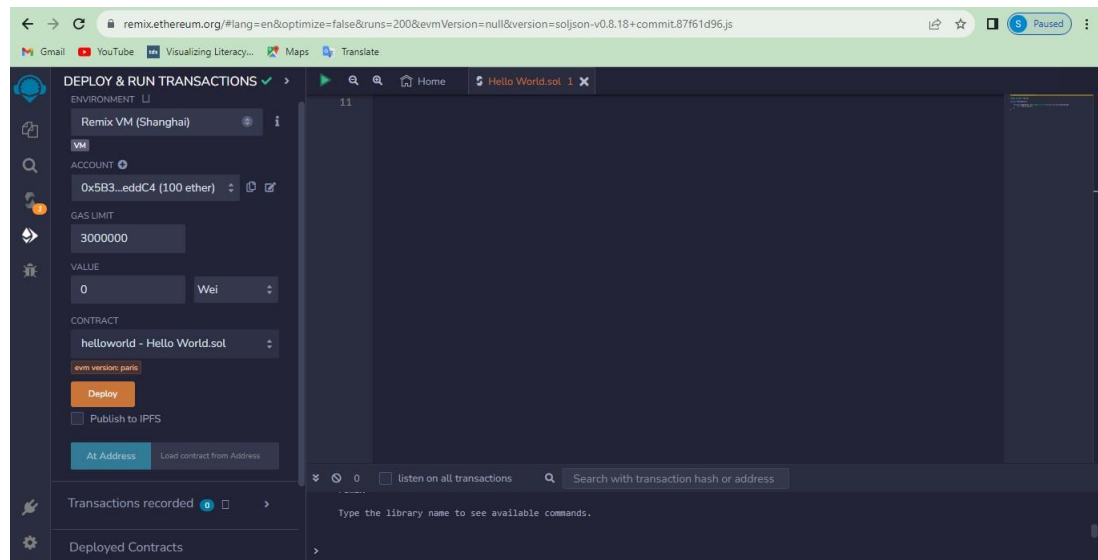 remix.ethereum.org/#lang=en&optimize=false&runs=200&evmVersion=null&version=soljson-v0.8.18+commit.87f61d96.js
S Paused
Gmail YouTube Visualizing Literacy... Maps Translate
DEPLOY & RUN TRANSACTIONS
Home Hello World.sol 1
ENVIRONMENT
11
Remix VM (Shanghai)
VM
ACCOUNT
0x5B3...eddC4 (100 ether)
GAS LIMIT
3000000
VALUE
0 Wei
CONTRACT
helloworld - Hello World.sol
evm version: paris
Deploy
Publish to IPFS
At Address Load contract from Address
0 listen on all transactions Search with transaction hash or address
Transactions recorded 0
Type the library name to see available commands.
Deployed Contracts
>